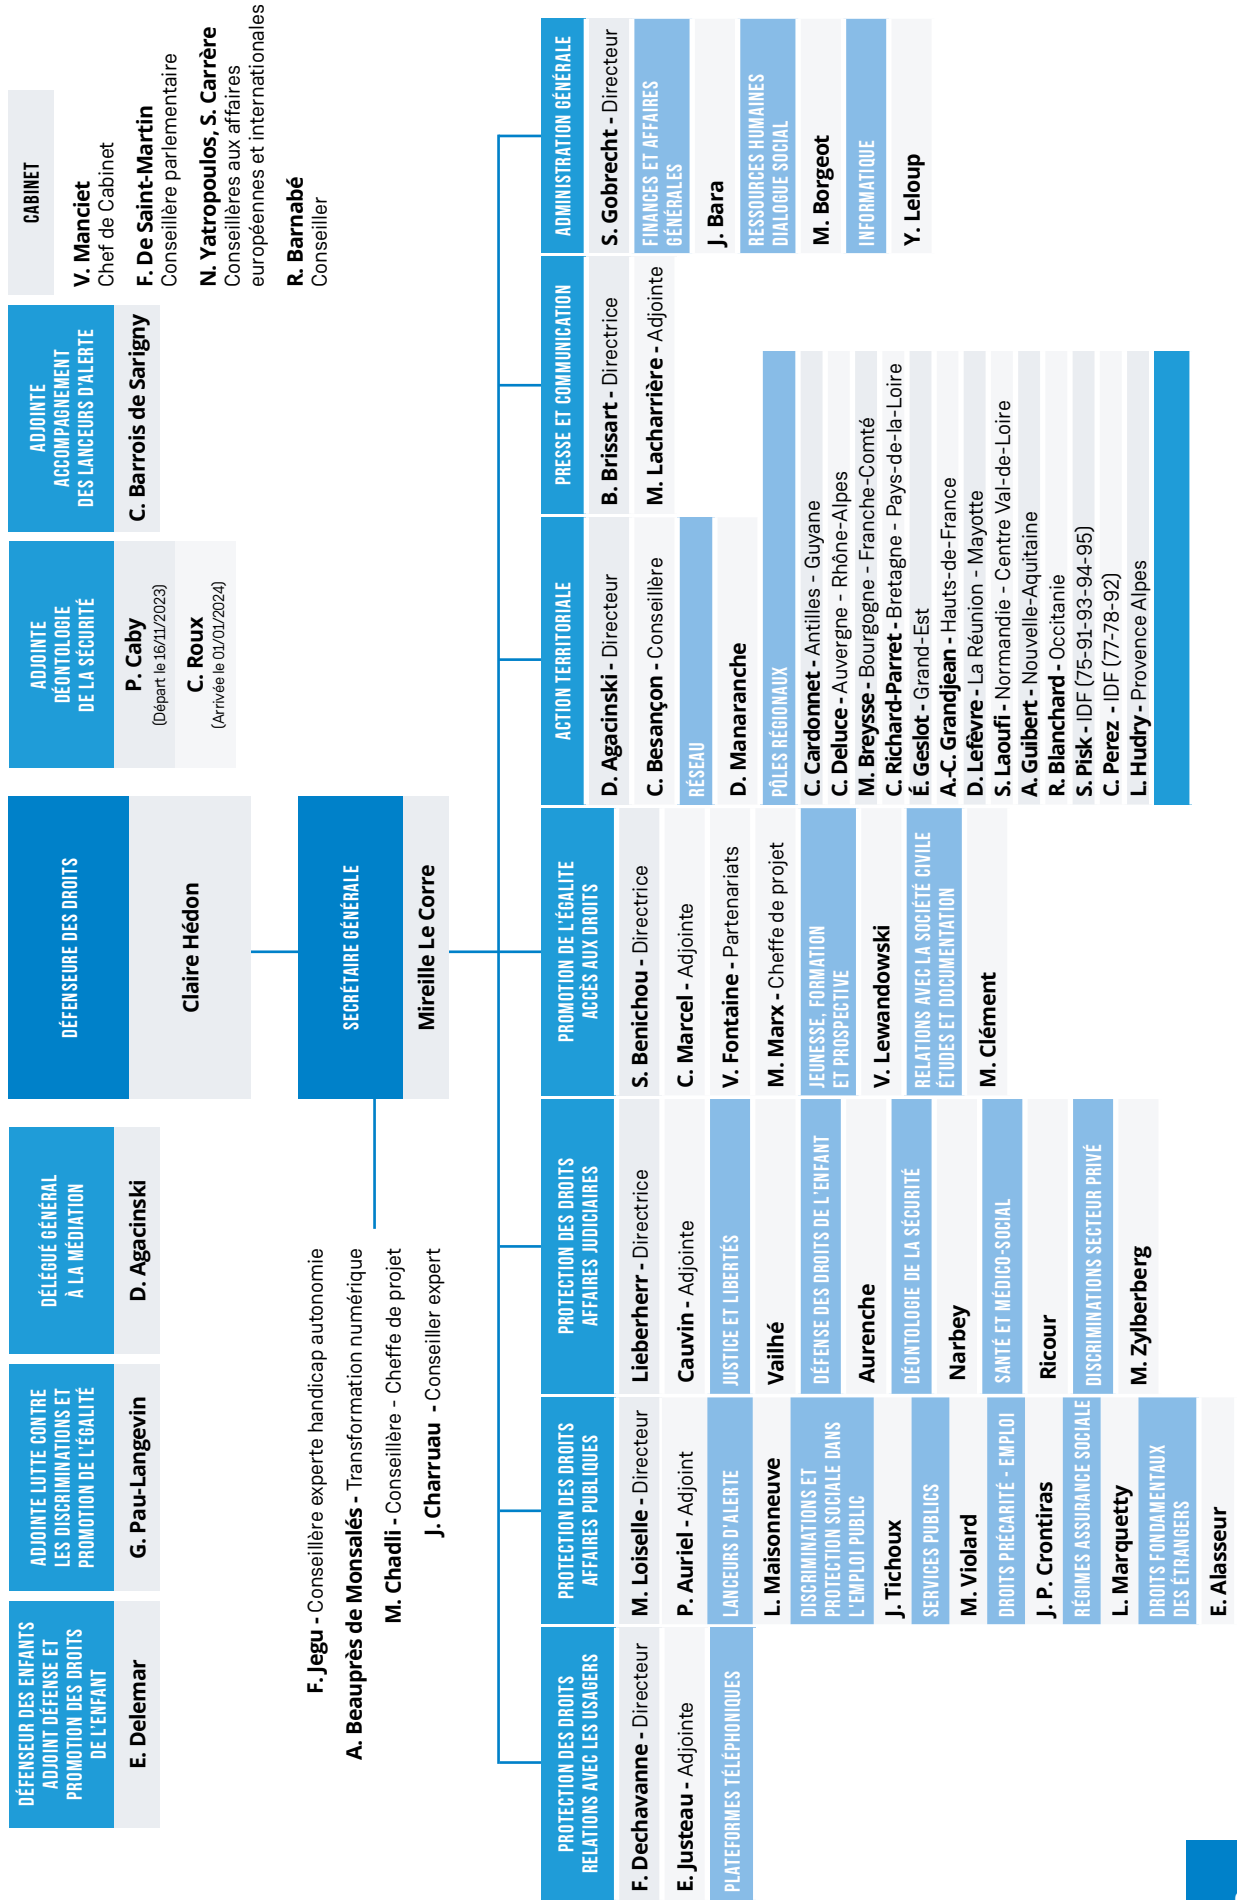 DÉFENSEUR DES ENFANTS
ADJOINT DÉFENSE ET
PROMOTION DES DROITS
DE L'ENFANT
E. Delemar
ADJOINTE LUTTE CONTRE
LES DISCRIMINATIONS ET
PROMOTION DE L'ÉGALITÉ
G. Pau-Langevin
DÉLÉGUÉ GÉNÉRAL
À LA MÉDIATION
D. Agacinski
DÉFENSEURE DES DROITS
Claire Hédon
ADJOINTE
DÉONTOLOGIE
DE LA SÉCURITÉ
P. Caby
(Départ le 16/11/2023)
C. Roux
(Arrivée le 01/01/2024)
ADJOINTE
ACCOMPAGNEMENT
DES LANCEURS D'ALERTE
C. Barrois de Sarigny
CABINET
V. Manciet
Chef de Cabinet
F. De Saint-Martin
Conseillère parlementaire
N. Yatropoulos, S. Carrère
Conseillères aux affaires
européennes et internationales
R. Barnabé
Conseiller
SECRÉTAIRE GÉNÉRALE
Mireille Le Corre
F. Jegu - Conseillère experte handicap autonomie
A. Beauprès de Monsalés - Transformation numérique
M. Chadli - Conseillère - Cheffe de projet
J. Charruau - Conseiller expert
PROTECTION DES DROITS
RELATIONS AVEC LES USAGERS
F. Dechavanne - Directeur
E. Justeau - Adjointe
PLATEFORMES TÉLÉPHONIQUES
PROTECTION DES DROITS
AFFAIRES PUBLIQUES
M. Loiselle - Directeur
P. Auriel - Adjoint
LANCEURS D'ALERTE
L. Maisonneuve
DISCRIMINATIONS ET
PROTECTION SOCIALE DANS
L'EMPLOI PUBLIC
J. Tichoux
SERVICES PUBLICS
M. Violard
DROITS PRÉCARITÉ - EMPLOI
J. P. Crontiras
RÉGIMES ASSURANCE SOCIALE
L. Marquetty
DROITS FONDAMENTAUX
DES ÉTRANGERS
E. Alasseur
PROTECTION DES DROITS
AFFAIRES JUDICIAIRES
Lieberherr - Directrice
Cauvin - Adjointe
JUSTICE ET LIBERTÉS
Vailhé
DÉFENSE DES DROITS DE L'ENFANT
Aurenche
DÉONTOLOGIE DE LA SÉCURITÉ
Narbey
SANTÉ ET MÉDICO-SOCIAL
Ricour
DISCRIMINATIONS SECTEUR PRIVÉ
M. Zylberberg
PROMOTION DE L'ÉGALITE
ACCÈS AUX DROITS
S. Benichou - Directrice
C. Marcel - Adjointe
V. Fontaine - Partenariats
M. Marx - Cheffe de projet
JEUNESSE, FORMATION
ET PROSPECTIVE
V. Lewandowski
RELATIONS AVEC LA SOCIÉTÉ CIVILE
ÉTUDES ET DOCUMENTATION
M. Clément
ACTION TERRITORIALE
D. Agacinski - Directeur
C. Besançon - Conseillère
RÉSEAU
D. Manaranche
PÔLES RÉGIONAUX
C. Cardonnet - Antilles - Guyane
C. Deluce - Auvergne - Rhône-Alpes
M. Breysse - Bourgogne - Franche-Comté
C. Richard-Parret - Bretagne - Pays-de-la-Loire
É. Geslot - Grand-Est
A.-C. Grandjean - Hauts-de-France
D. Lefèvre - La Réunion - Mayotte
S. Laoufi - Normandie - Centre Val-de-Loire
A. Guibert - Nouvelle-Aquitaine
R. Blanchard - Occitanie
S. Pisk - IDF (75-91-93-94-95)
C. Perez - IDF (77-78-92)
L. Hudry - Provence Alpes
PRESSE ET COMMUNICATION
B. Brissart - Directrice
M. Lacharrière - Adjointe
ADMINISTRATION GÉNÉRALE
S. Gobrecht - Directeur
FINANCES ET AFFAIRES
GÉNÉRALES
J. Bara
RESSOURCES HUMAINES
DIALOGUE SOCIAL
M. Borgeot
INFORMATIQUE
Y. Leloup